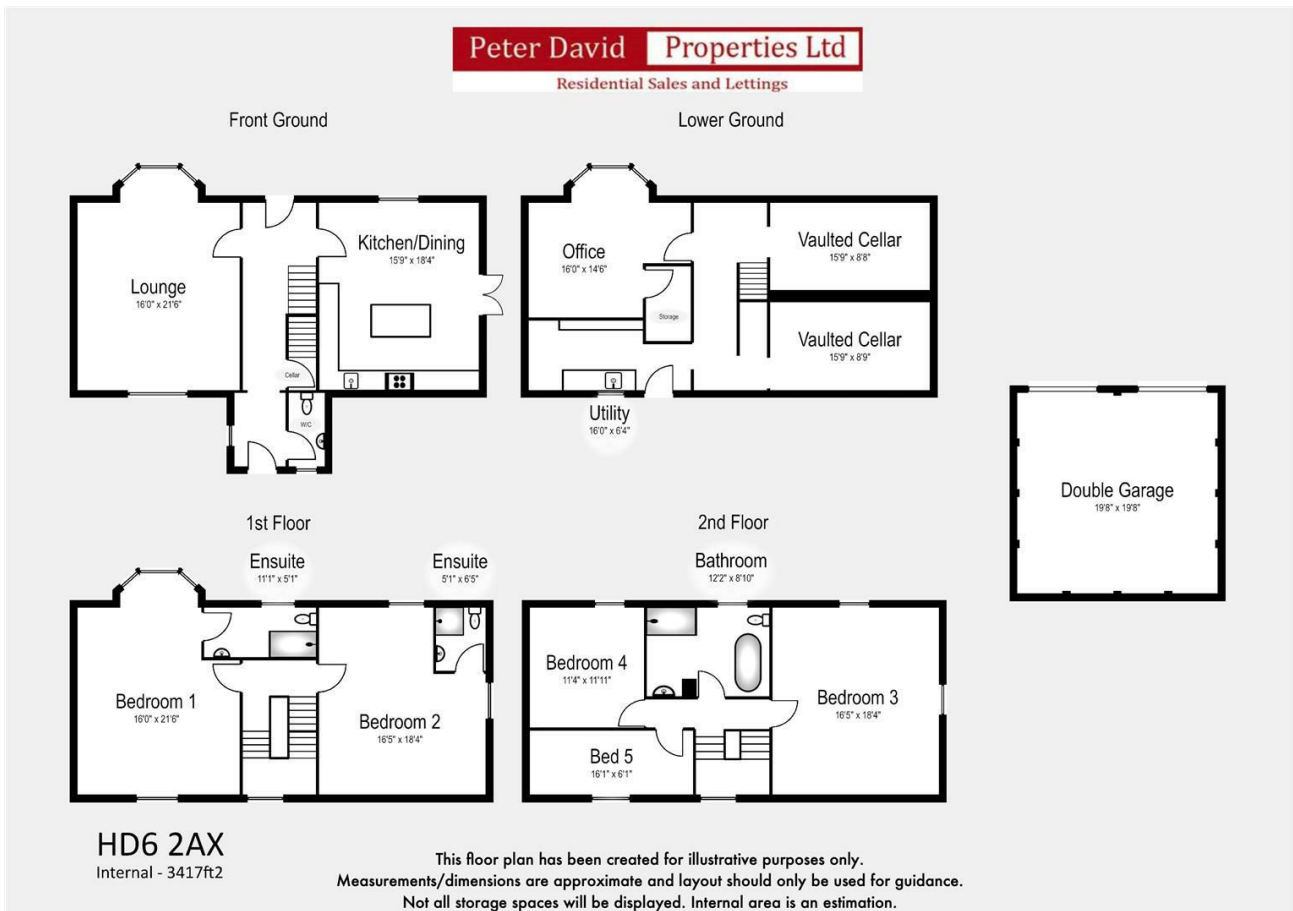 Peter David Properties Ltd
Residential Sales and Lettings
Front Ground
Lounge
16'0" x 21'6"
Kitchen/Dining
15'9" x 18'4"
Cellar
W/C
Lower Ground
Office
16'0" x 14'6"
Storage
Vaulted Cellar
15'9" x 8'8"
Vaulted Cellar
15'9" x 8'9"
Utility
16'0" x 6'4"
Double Garage
19'8" x 19'8"
1st Floor
Ensuite
11'1" x 5'1"
Ensuite
5'1" x 6'5"
Bedroom 1
16'0" x 21'6"
Bedroom 2
16'5" x 18'4"
2nd Floor
Bathroom
12'2" x 8'10"
Bedroom 4
11'4" x 11'11"
Bedroom 3
16'5" x 18'4"
Bed 5
16'1" x 6'1"
HD6 2AX
Internal - 3417ft2
This floor plan has been created for illustrative purposes only.
Measurements/dimensions are approximate and layout should only be used for guidance.
Not all storage spaces will be displayed. Internal area is an estimation.